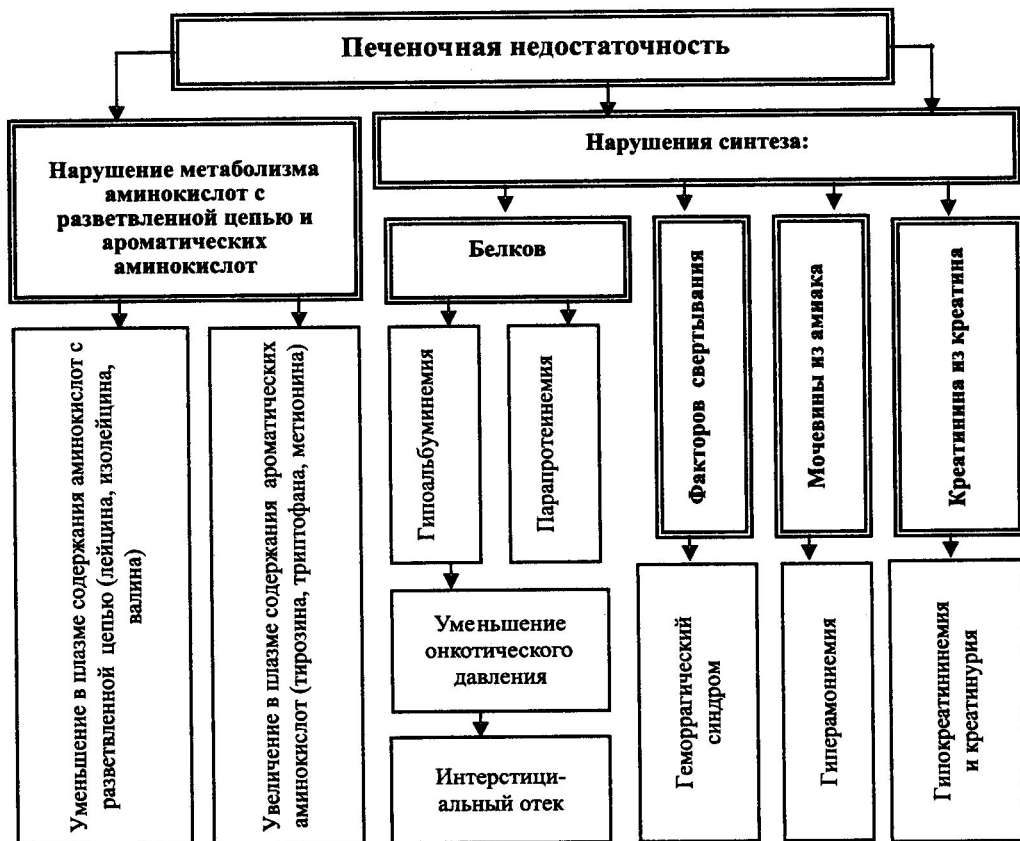 Печеночная недостаточность
Нарушение метаболизма
аминокислот с
разветвленной цепью и
ароматических
аминокислот
Нарушения синтеза:
Белков
Факторов свертывания
Мочевины из амиака
Креатинина из креатина
Уменьшение в плазме содержания аминокислот с
разветвленной цепью (лейцина, изолейцина,
валина)
Увеличение в плазме содержания ароматических
аминокислот (тирозина, триптофана, метионина)
Гипоальбуминемия
Парапротеинемия
Уменьшение
онкотического
давления
Интерстици-
альный отек
Геморрагический
синдром
Гиперамониемия
Гипокреатининемия
и креатинурия